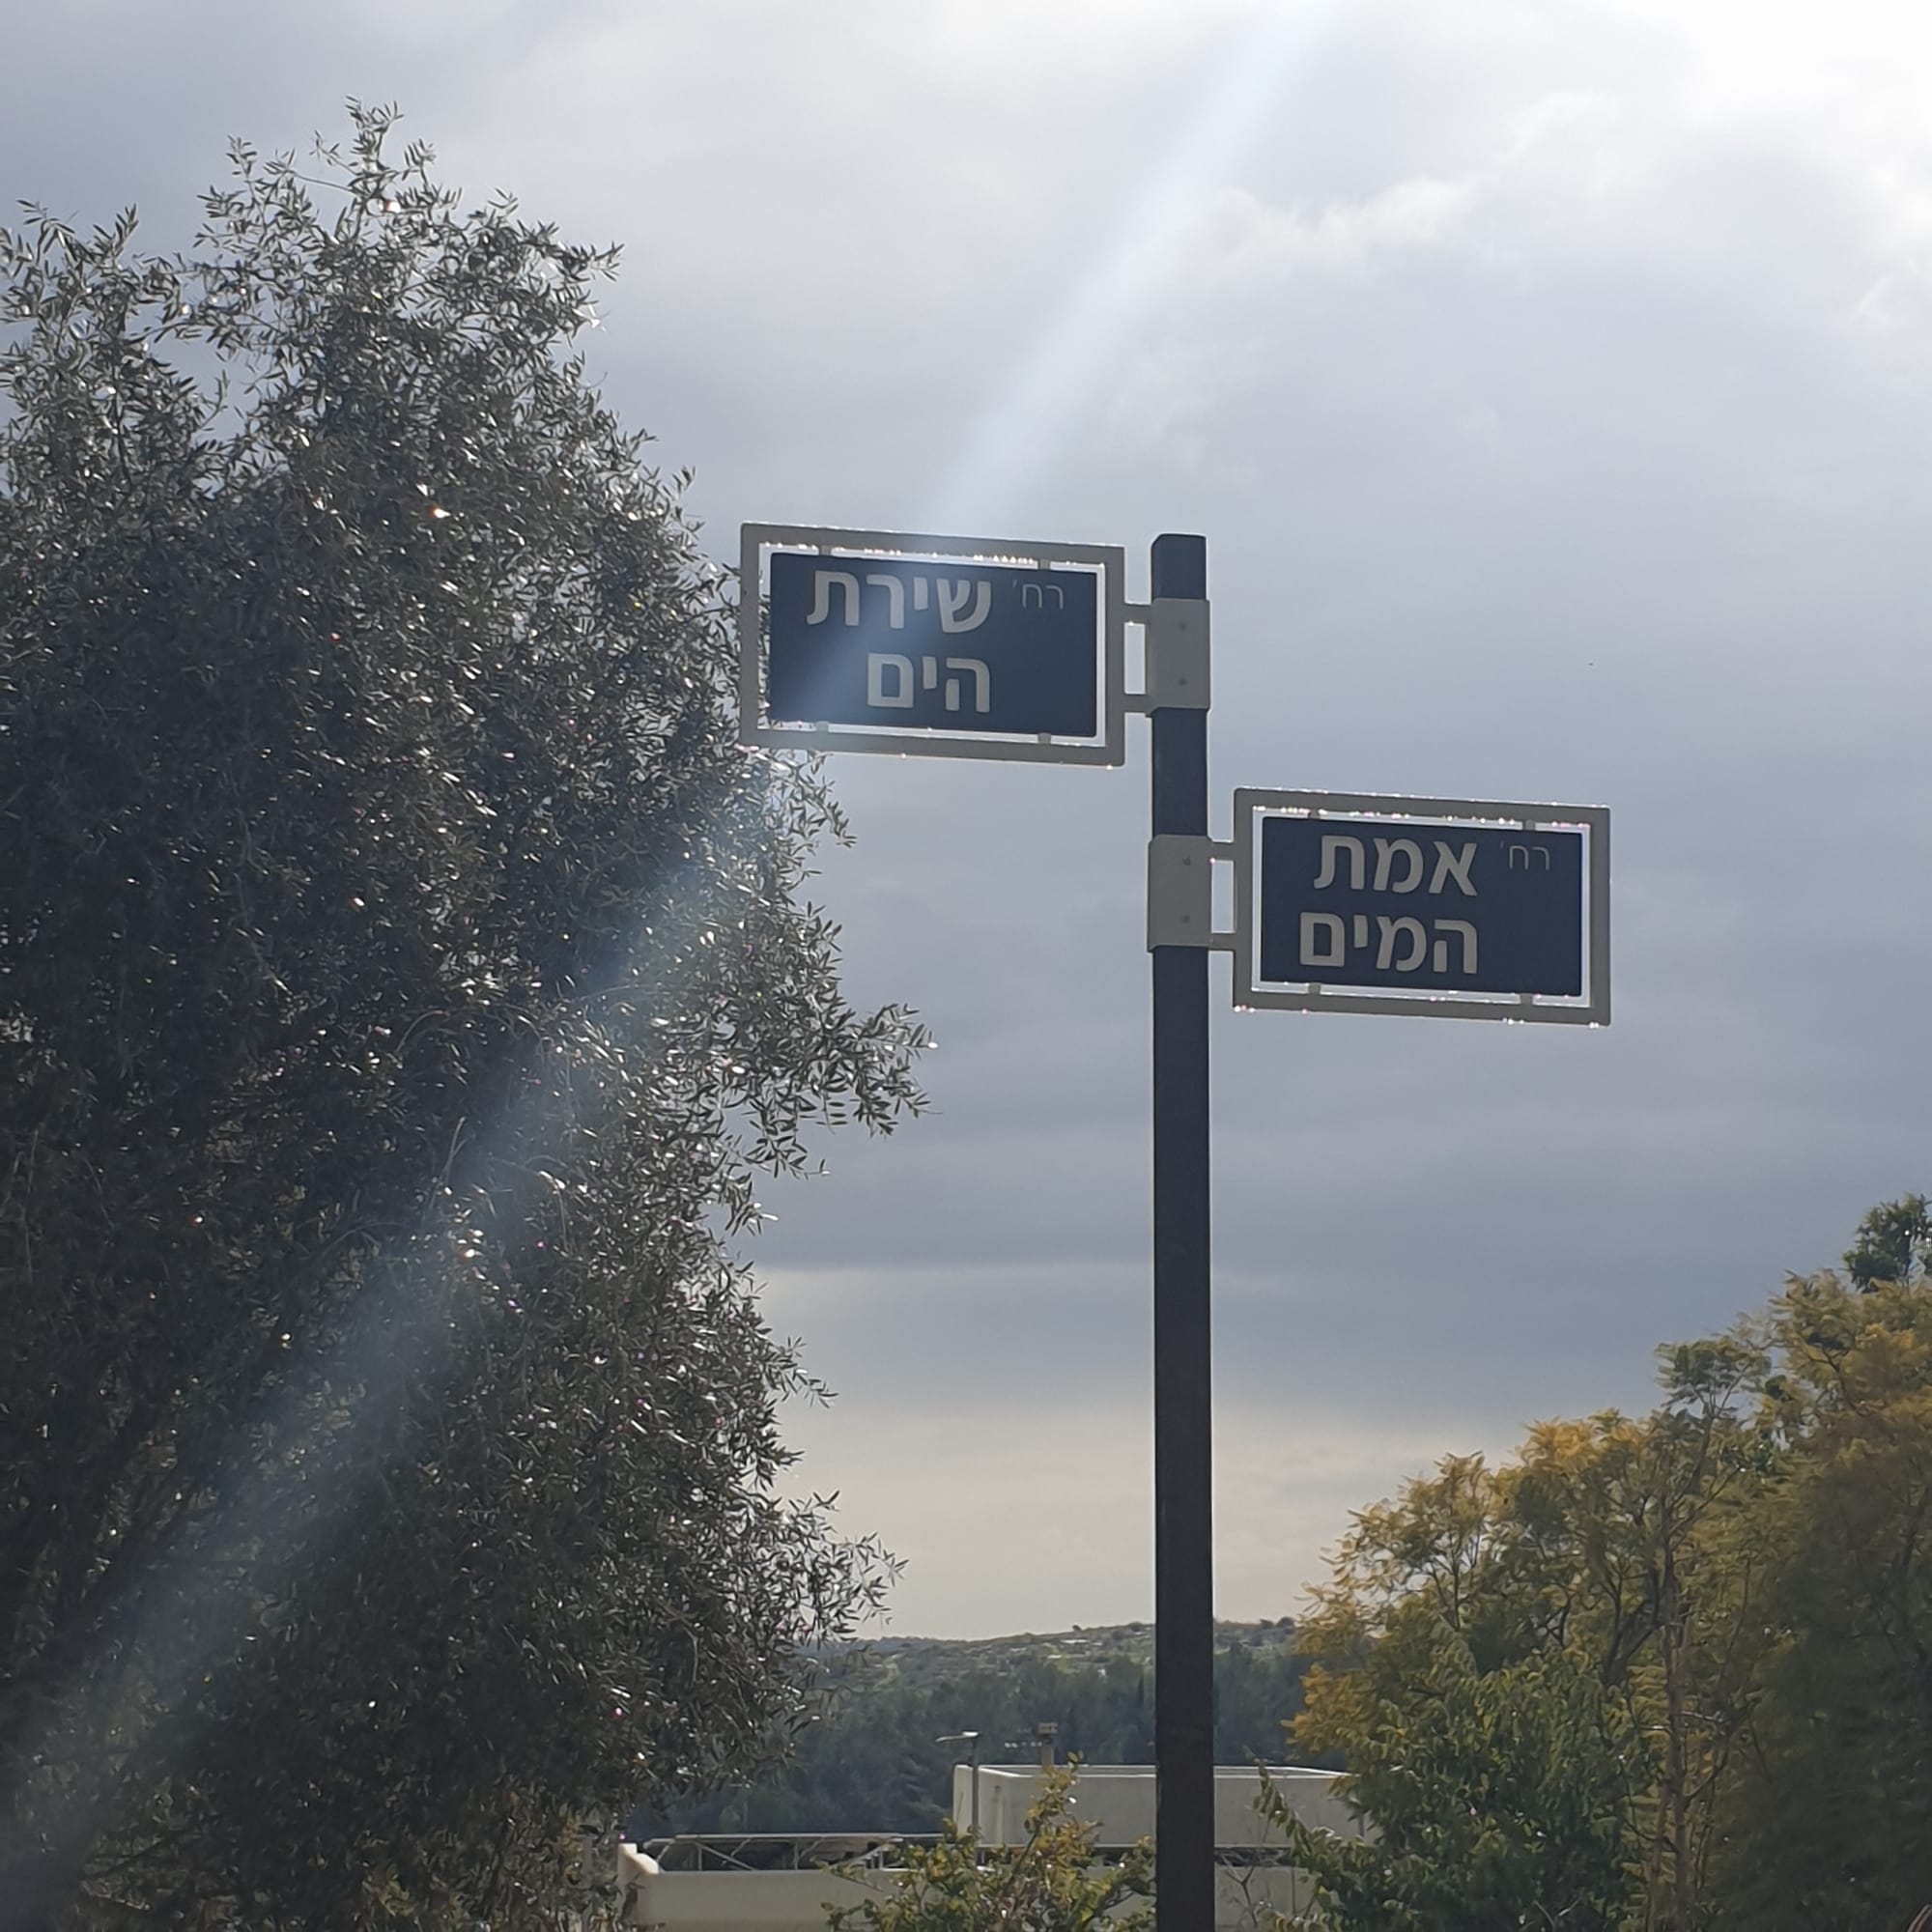 רח' שירת
הים
רח' אמת
המים